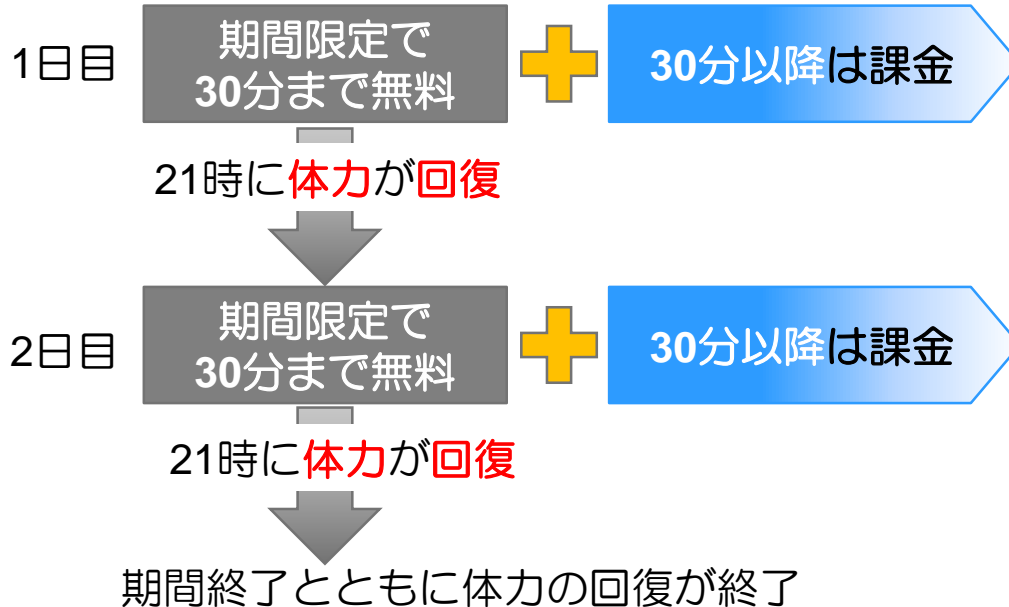 1日目
期間限定で
30分まで無料
30分以降は課金
21時に体力が回復
2日目
期間限定で
30分まで無料
30分以降は課金
21時に体力が回復
期間終了とともに体力の回復が終了